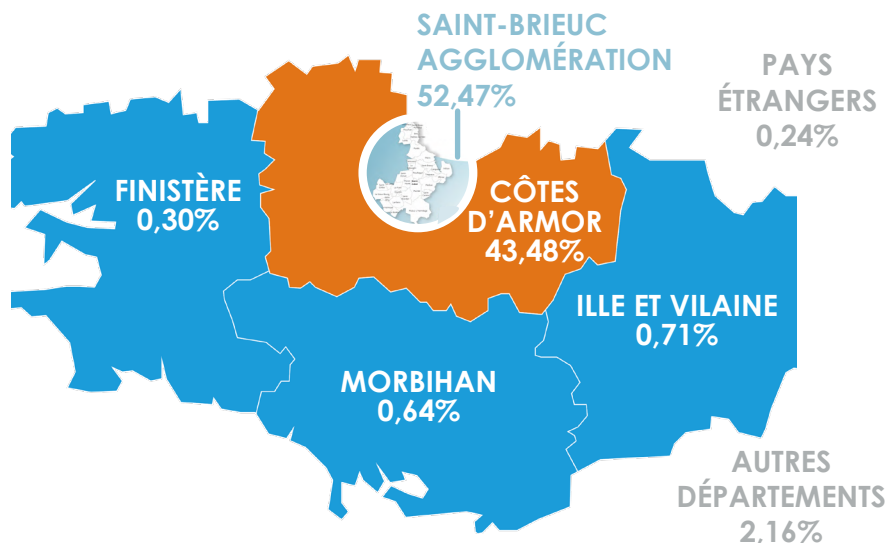 SAINT-BRIEUC
AGGLOMÉRATION
52,47%
PAYS
ÉTRANGERS
0,24%
FINISTÈRE
0,30%
CÔTES
D’ARMOR
43,48%
ILLE ET VILAINE
0,71%
MORBIHAN
0,64%
AUTRES
DÉPARTEMENTS
2,16%